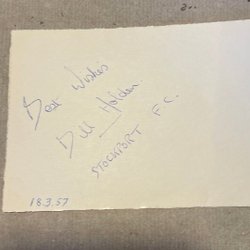 Best Wishes
Bill Holden
STOCKPORT F.C.
18.3.57